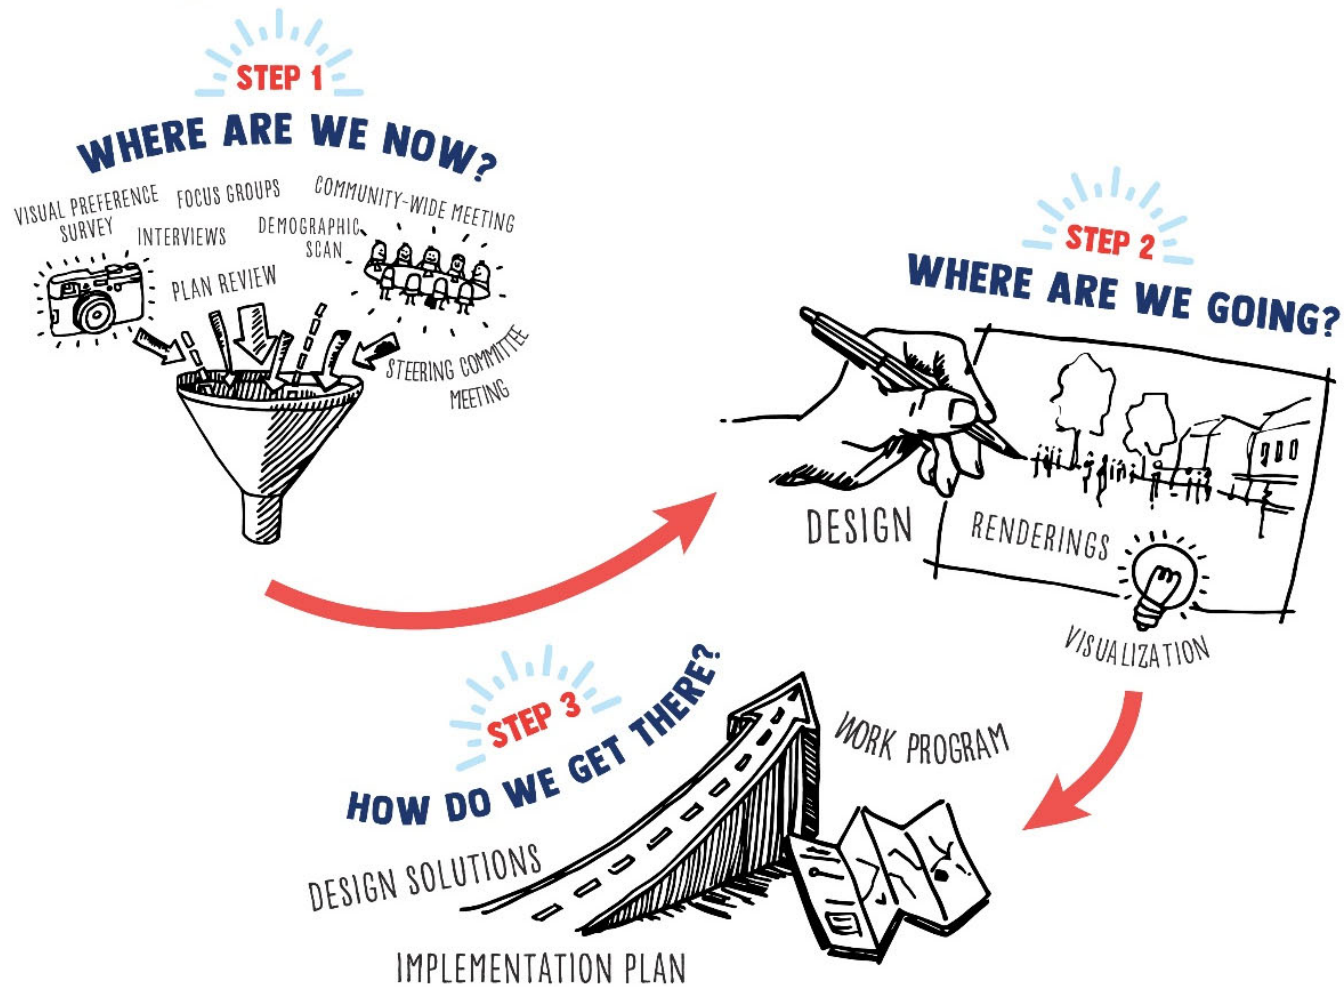 STEP 1
WHERE ARE WE NOW?
VISUAL PREFERENCE
SURVEY
FOCUS GROUPS
COMMUNITY-WIDE MEETING
INTERVIEWS
DEMOGRAPHIC
SCAN
PLAN REVIEW
STEERING COMMITTEE
MEETING
STEP 2
WHERE ARE WE GOING?
DESIGN
RENDERINGS
VISUALIZATION
STEP 3
HOW DO WE GET THERE?
WORK PROGRAM
DESIGN SOLUTIONS
IMPLEMENTATION PLAN